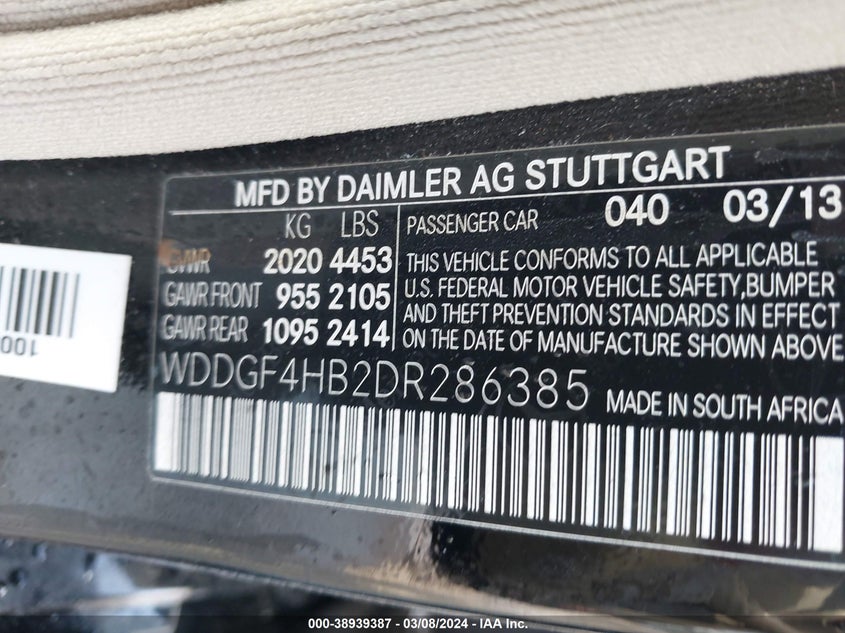 MFD BY DAIMLER AG STUTTGART
KG LBS
GVWR 2020 4453
GAWR FRONT 955 2105
GAWR REAR 1095 2414
PASSENGER CAR 040 03/13
THIS VEHICLE CONFORMS TO ALL APPLICABLE
U.S. FEDERAL MOTOR VEHICLE SAFETY,BUMPER
AND THEFT PREVENTION STANDARDS IN EFFECT
ON THE DATE OF MANUFACTURE SHOWN ABOVE
WDDGF4HB2DR286385 MADE IN SOUTH AFRICA
000-38939387 - 03/08/2024 - IAA Inc.